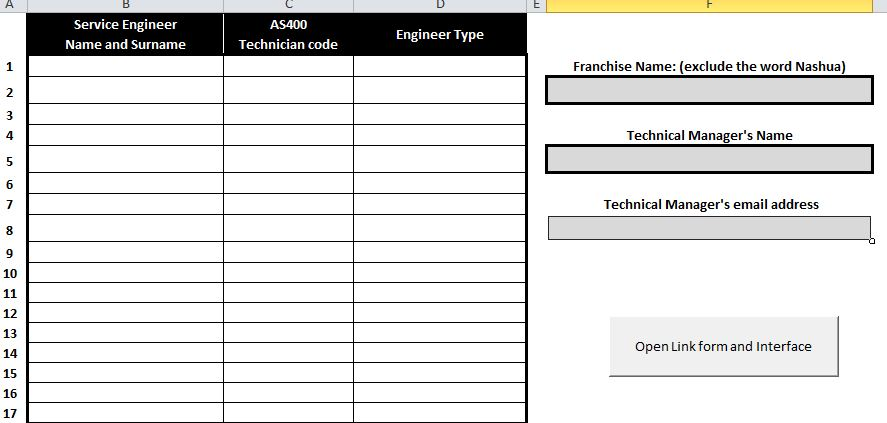 A B C D E F
Service Engineer
Name and Surname
AS400
Technician code
Engineer Type
1
Franchise Name: (exclude the word Nashua)
2
3
4
Technical Manager's Name
5
6
7
Technical Manager's email address
8
9
10
11
12
13
Open Link form and Interface
14
15
16
17